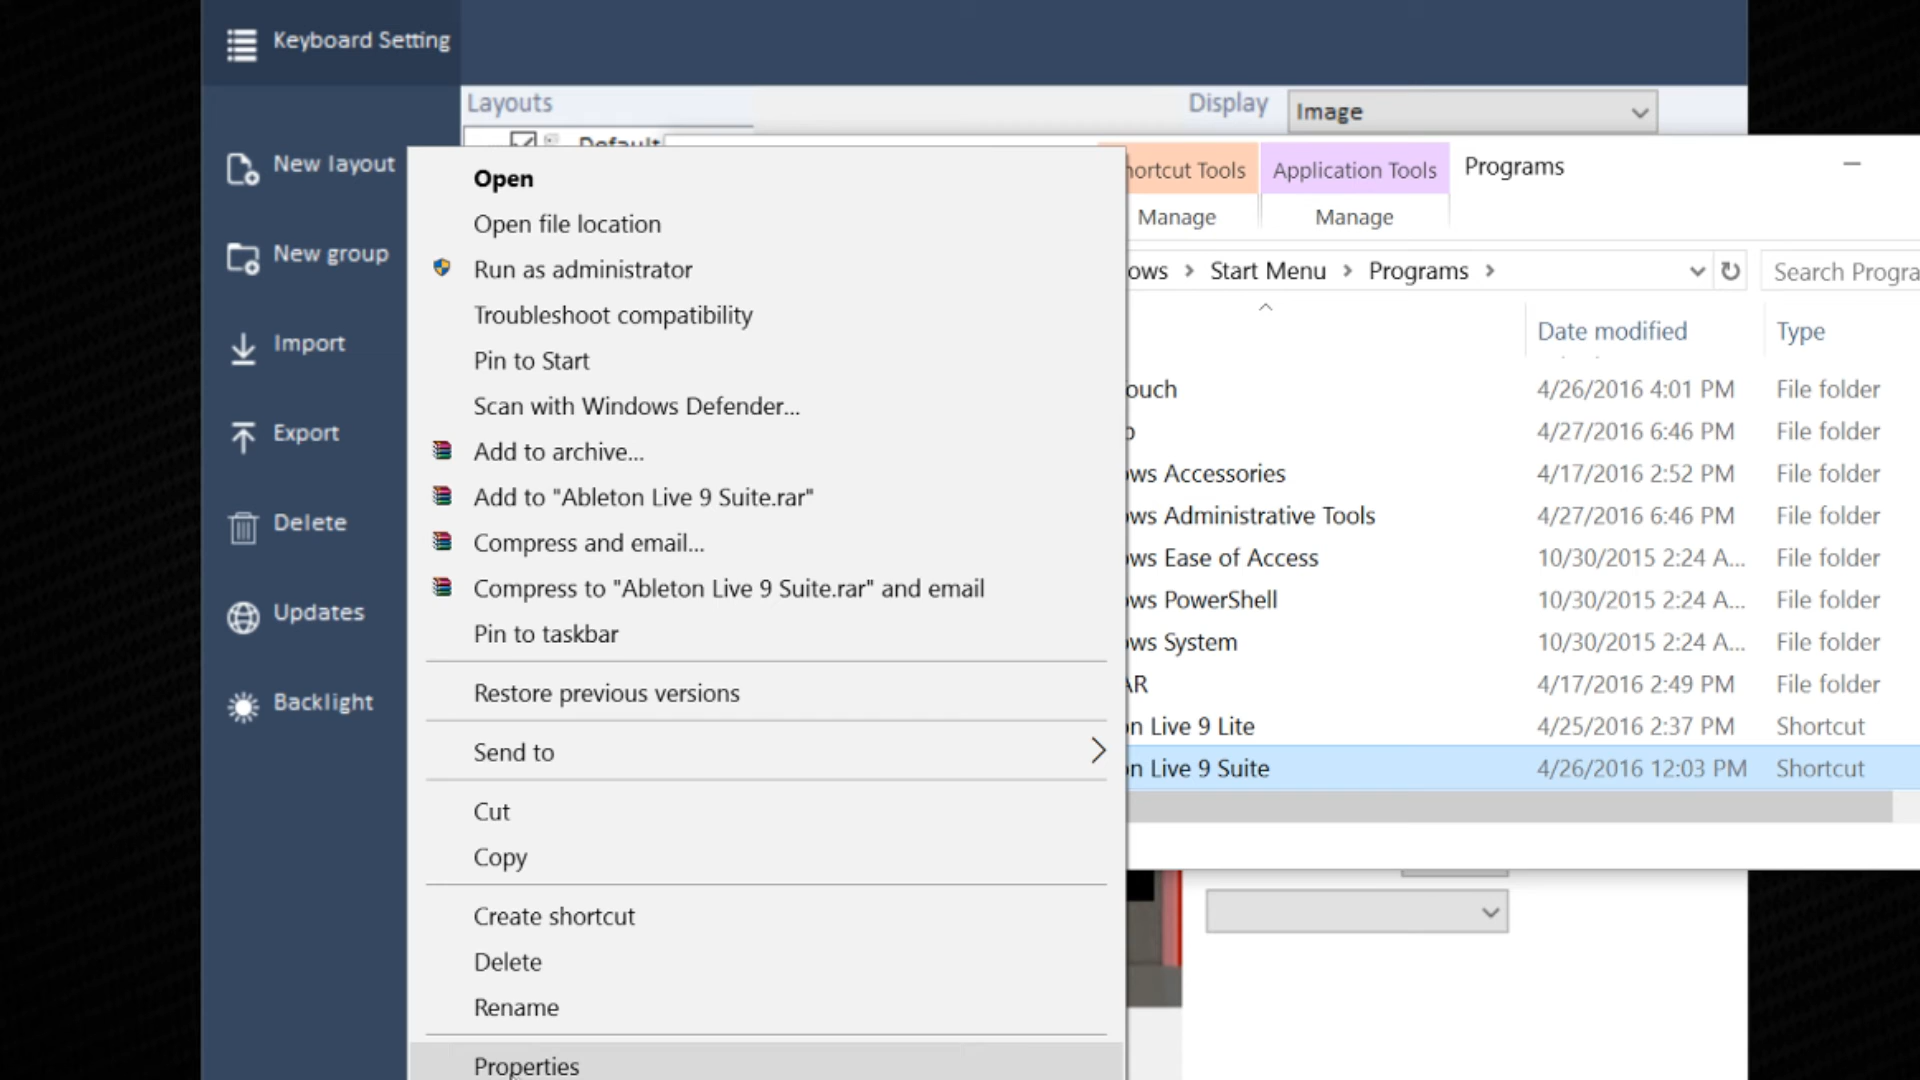 Keyboard Setting
Layouts
Display
Image
Default
New layout
New group
Import
Export
Delete
Updates
Backlight
Open
Open file location
Run as administrator
Troubleshoot compatibility
Pin to Start
Scan with Windows Defender...
Add to archive...
Add to "Ableton Live 9 Suite.rar"
Compress and email...
Compress to "Ableton Live 9 Suite.rar" and email
Pin to taskbar
Restore previous versions
Send to
Cut
Copy
Create shortcut
Delete
Rename
Properties
hortcut Tools
Application Tools
Programs
Manage
Manage
ows > Start Menu > Programs >
Search Progra
Date modified
Type
ouch 4/26/2016 4:01 PM File folder
p 4/27/2016 6:46 PM File folder
ows Accessories 4/17/2016 2:52 PM File folder
ows Administrative Tools 4/27/2016 6:46 PM File folder
ows Ease of Access 10/30/2015 2:24 A... File folder
ows PowerShell 10/30/2015 2:24 A... File folder
ows System 10/30/2015 2:24 A... File folder
AR 4/17/2016 2:49 PM File folder
on Live 9 Lite 4/25/2016 2:37 PM Shortcut
on Live 9 Suite 4/26/2016 12:03 PM Shortcut